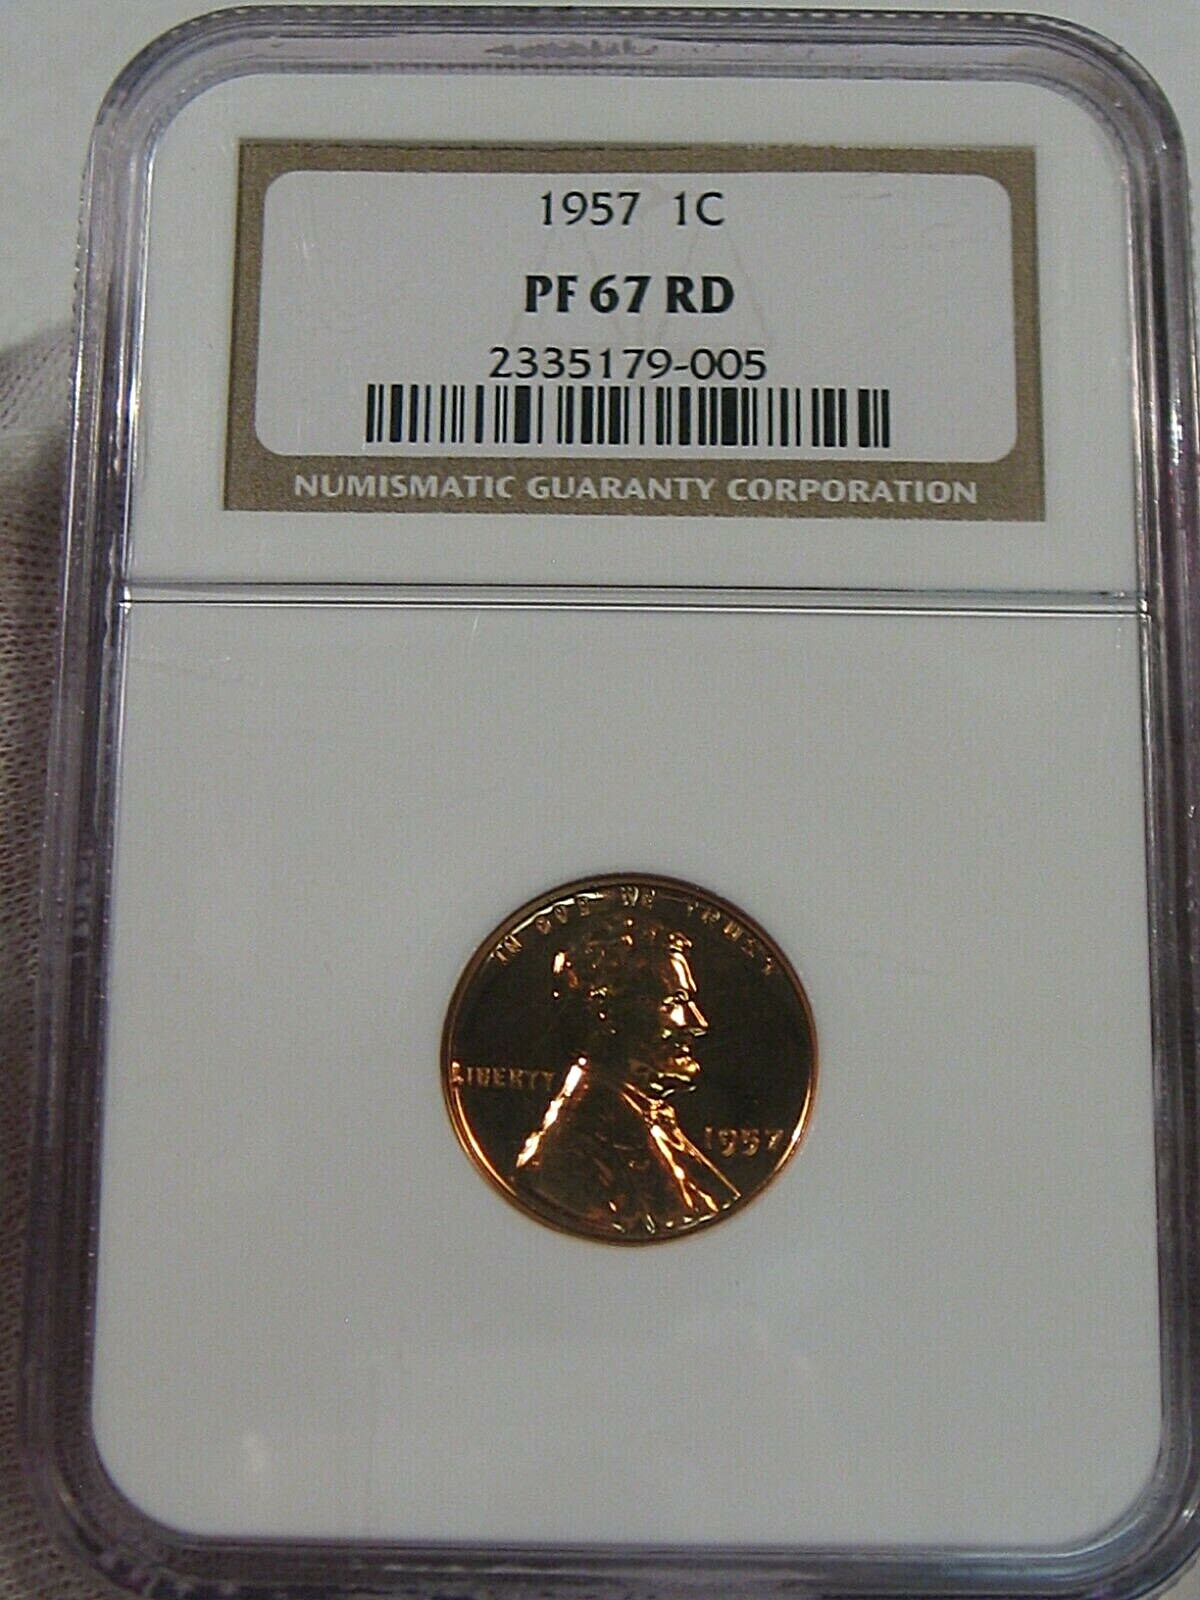 1957 1C
PF 67 RD
2335179-005
NUMISMATIC GUARANTY CORPORATION
IN GOD WE TRUST
LIBERTY
1957